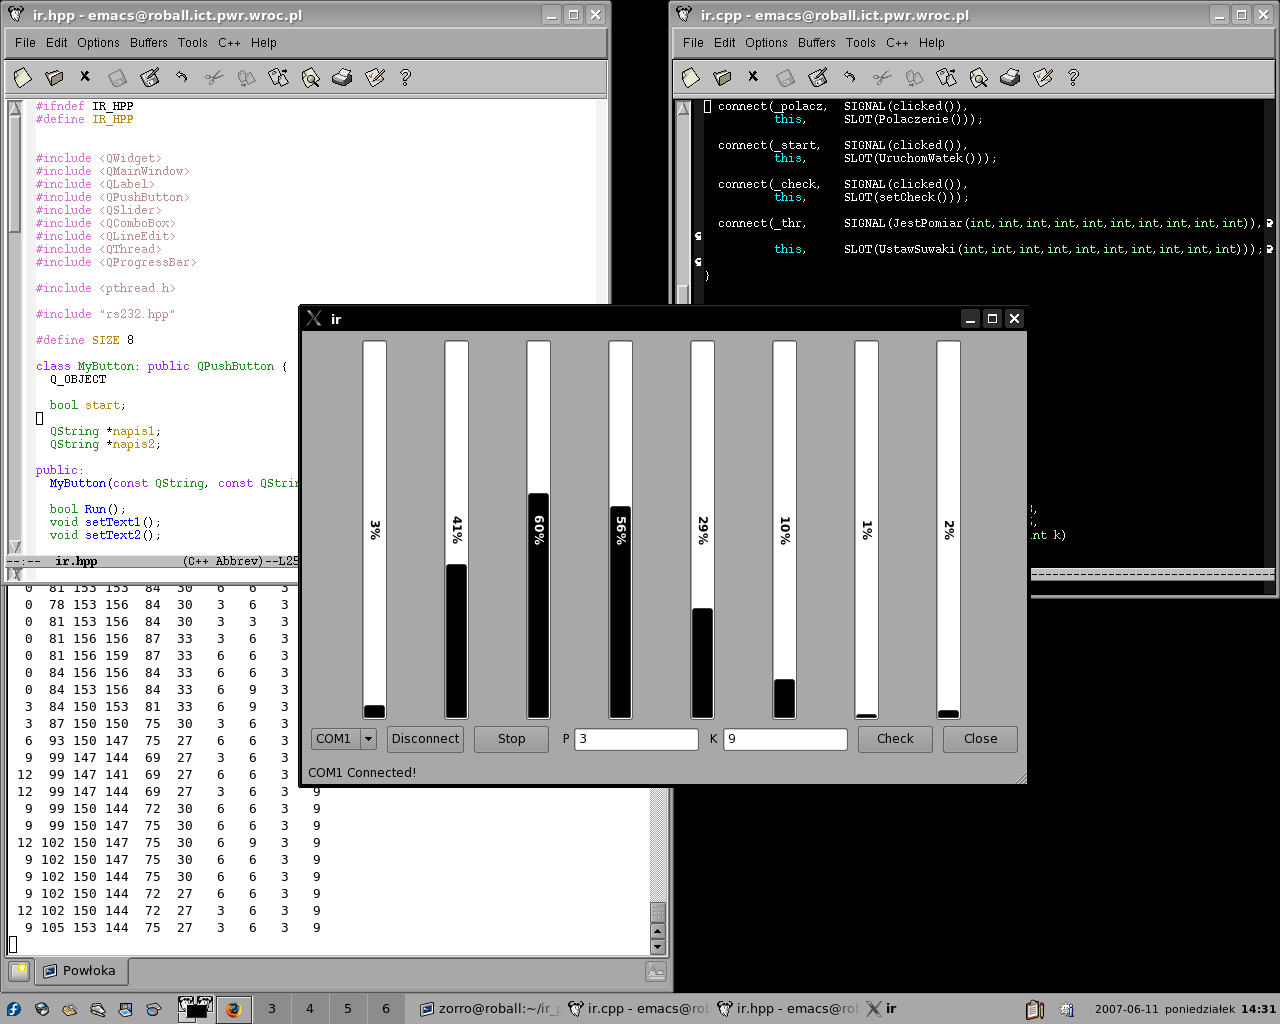 ir.hpp - emacs@roball.ict.pwr.wroc.pl
File Edit Options Buffers Tools C++ Help
#ifndef IR_HPP
#define IR_HPP
#include <QWidget>
#include <QMainWindow>
#include <QLabel>
#include <QPushButton>
#include <QSlider>
#include <QComboBox>
#include <QLineEdit>
#include <QThread>
#include <QProgressBar>
#include <pthread.h>
#include "rs232.hpp"
#define SIZE 8
class MyButton: public QPushButton {
Q_OBJECT
bool start;
QString *napis1;
QString *napis2;
public:
MyButton(const QString, const QStrin
bool Run();
void setText1();
void setText2();
--:-- ir.hpp (C++ Abbrev)--L25
ir.cpp - emacs@roball.ict.pwr.wroc.pl
File Edit Options Buffers Tools C++ Help
connect(_polacz, SIGNAL(clicked()),
this, SLOT(Polaczenie()));
connect(_start, SIGNAL(clicked()),
this, SLOT(UruchomWatek()));
connect(_check, SIGNAL(clicked()),
this, SLOT(setCheck()));
connect(_thr, SIGNAL(JestPomiar(int,int,int,int,int,int,int,int,int,int)),
this, SLOT(UstawSuwaki(int,int,int,int,int,int,int,int,int,int)));
}
int k)
ir
3% 41% 60% 56% 29% 10% 1% 2%
COM1 Disconnect Stop P 3 K 9 Check Close
COM1 Connected!
0 81 153 153 84 30 6 6 3
0 78 153 156 84 30 3 6 3
0 81 153 156 84 30 3 3 3
0 81 156 156 87 33 3 6 3
0 81 156 159 87 33 6 6 3
0 84 156 156 84 33 6 6 3
0 84 153 156 84 33 6 9 3
3 84 150 153 81 33 6 9 3
3 87 150 150 75 30 3 6 3
6 93 150 147 75 27 6 6 3
9 99 147 144 69 27 3 6 3
12 99 147 141 69 27 3 6 3
12 99 147 144 69 27 3 6 3 9
9 99 150 144 72 30 6 6 3 9
9 99 150 147 75 30 6 6 3 9
12 102 150 147 75 30 6 9 3 9
9 102 150 147 75 30 6 6 3 9
9 102 150 144 75 30 6 6 3 9
9 102 150 144 72 27 6 6 3 9
12 102 150 144 72 27 3 6 3 9
9 105 153 144 75 27 3 6 3 9
Powłoka
3 4 5 6 zorro@roball:~/ir_p ir.cpp - emacs@ro ir.hpp - emacs@rob ir 2007-06-11 poniedziałek 14:31